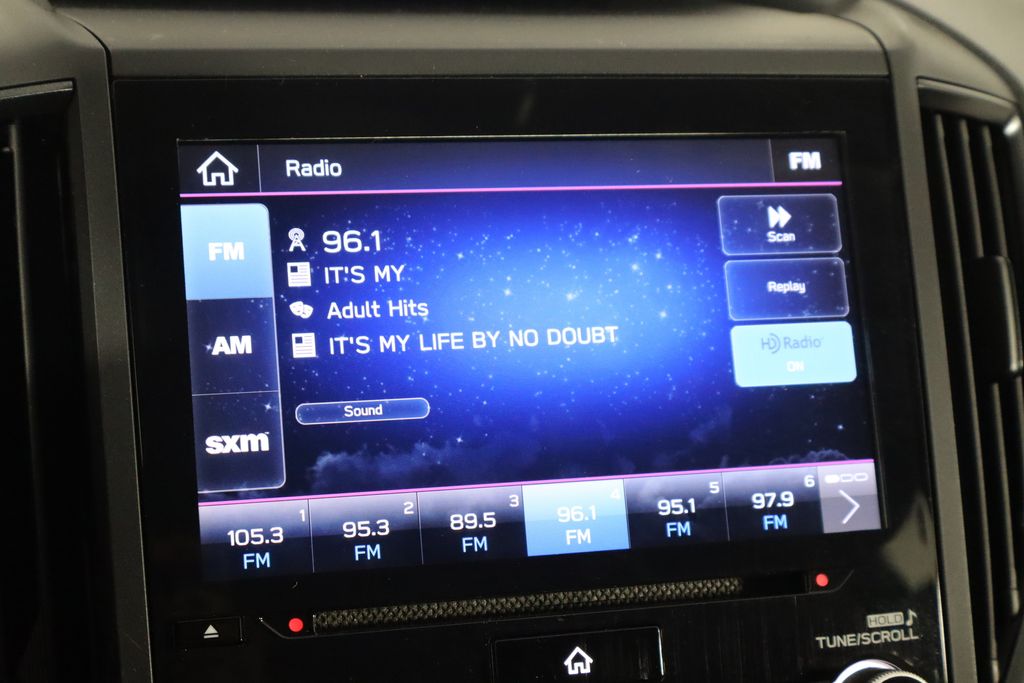 Radio
FM
FM
96.1
Scan
IT'S MY
Replay
Adult Hits
HD Radio
ON
AM
IT'S MY LIFE BY NO DOUBT
Sound
sxm
1
105.3
FM
2
95.3
FM
3
89.5
FM
4
96.1
FM
5
95.1
FM
6
97.9
FM
HOLD
TUNE/SCROLL